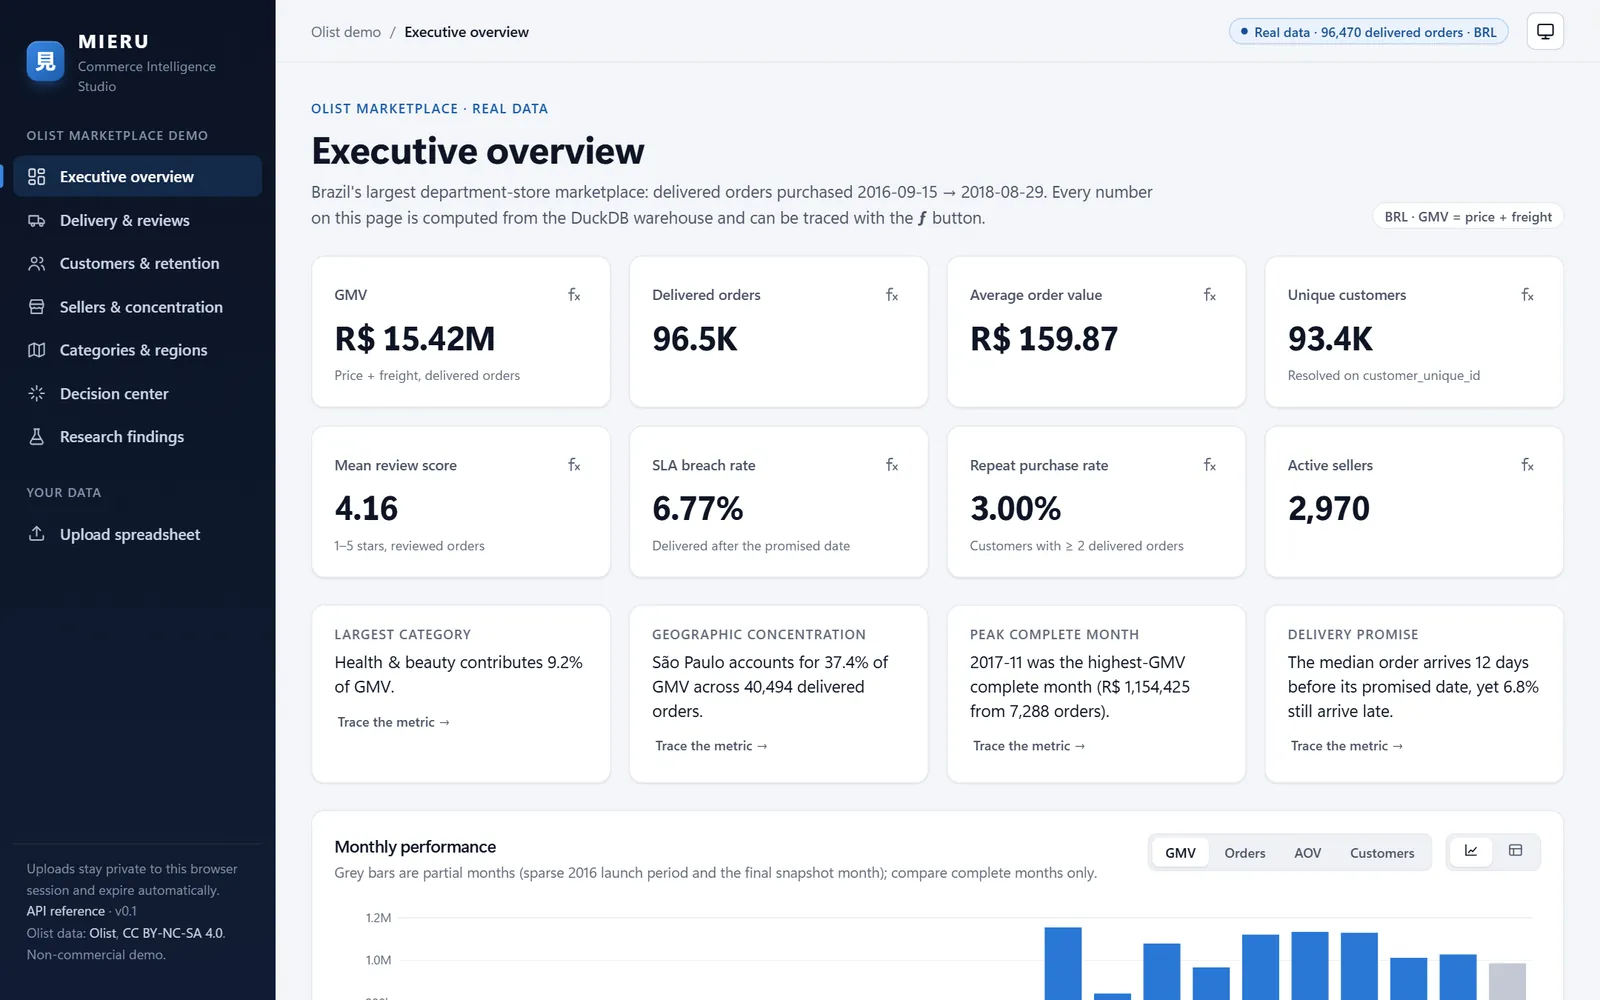 見
MIERU
Commerce Intelligence
Studio
OLIST MARKETPLACE DEMO
Executive overview
Delivery & reviews
Customers & retention
Sellers & concentration
Categories & regions
Decision center
Research findings
YOUR DATA
Upload spreadsheet
Uploads stay private to this browser
session and expire automatically.
API reference · v0.1
Olist data: Olist, CC BY-NC-SA 4.0.
Non-commercial demo.
Olist demo / Executive overview
Real data · 96,470 delivered orders · BRL
OLIST MARKETPLACE · REAL DATA
Executive overview
Brazil's largest department-store marketplace: delivered orders purchased 2016-09-15 → 2018-08-29. Every number
on this page is computed from the DuckDB warehouse and can be traced with the ƒ button.
BRL · GMV = price + freight
GMV fx
R$ 15.42M
Price + freight, delivered orders
Delivered orders fx
96.5K
Average order value fx
R$ 159.87
Unique customers fx
93.4K
Resolved on customer_unique_id
Mean review score fx
4.16
1–5 stars, reviewed orders
SLA breach rate fx
6.77%
Delivered after the promised date
Repeat purchase rate fx
3.00%
Customers with ≥ 2 delivered orders
Active sellers fx
2,970
LARGEST CATEGORY
Health & beauty contributes 9.2%
of GMV.
Trace the metric →
GEOGRAPHIC CONCENTRATION
São Paulo accounts for 37.4% of
GMV across 40,494 delivered
orders.
Trace the metric →
PEAK COMPLETE MONTH
2017-11 was the highest-GMV
complete month (R$ 1,154,425
from 7,288 orders).
Trace the metric →
DELIVERY PROMISE
The median order arrives 12 days
before its promised date, yet 6.8%
still arrive late.
Trace the metric →
Monthly performance
Grey bars are partial months (sparse 2016 launch period and the final snapshot month); compare complete months only.
GMV Orders AOV Customers
1.2M
1.0M